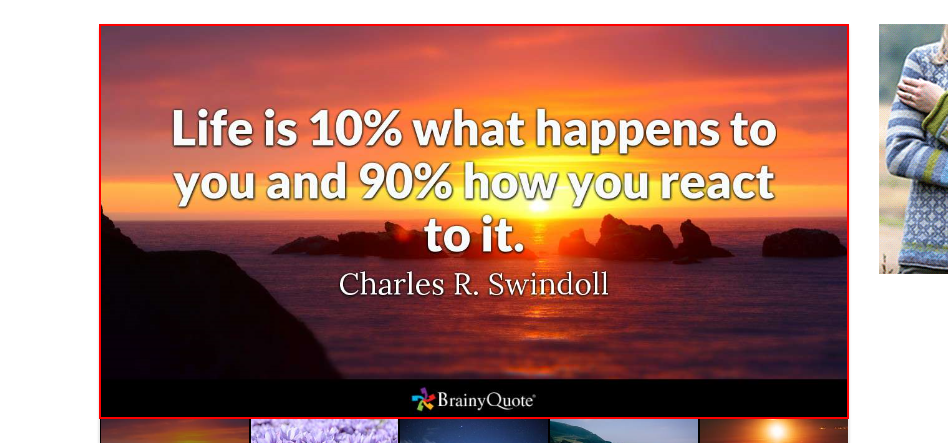 Life is 10% what happens to
you and 90% how you react
to it.
Charles R. Swindoll
BrainyQuote®